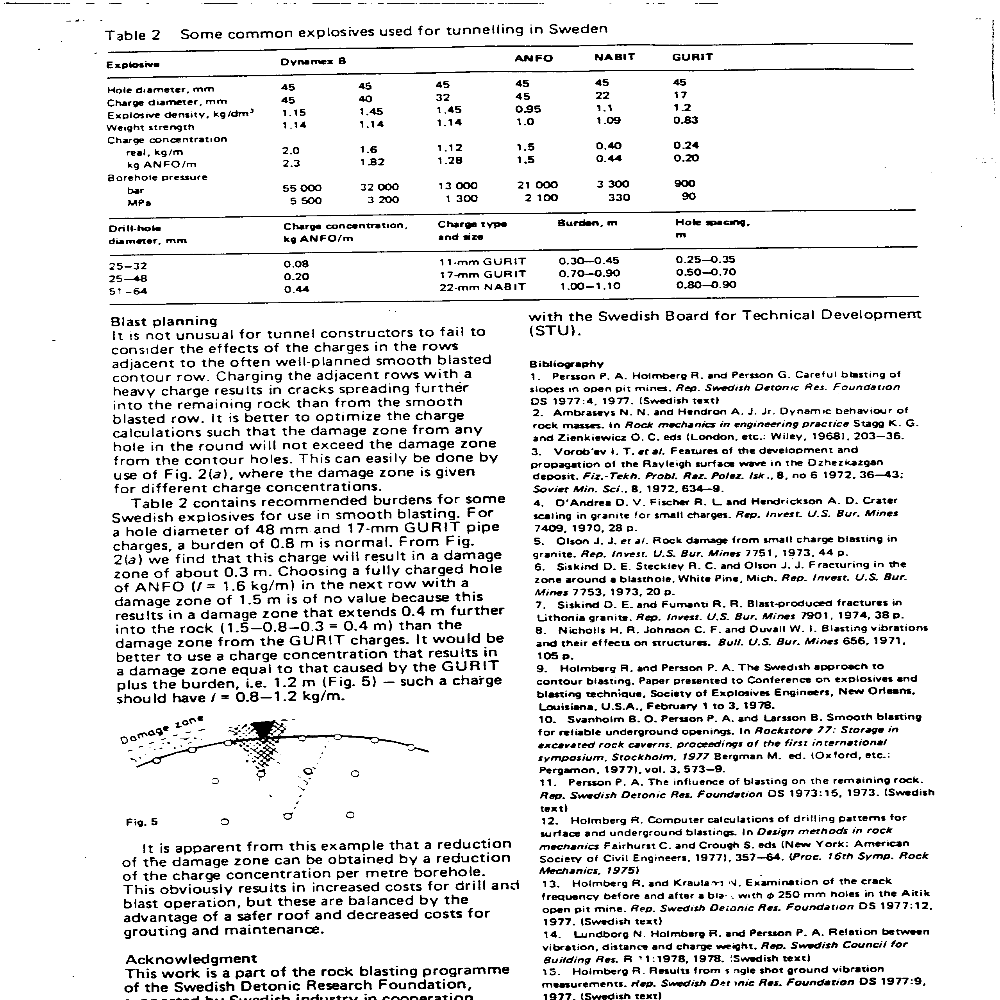 Table 2 Some common explosives used for tunnelling in Sweden
Explosive Dynamex B ANFO NABIT GURIT
Hole diameter, mm 45 45 45 45 45 45
Charge diameter, mm 45 40 32 45 22 17
Explosive density, kg/dm³ 1.15 1.45 1.45 0.95 1.1 1.2
Weight strength 1.14 1.14 1.14 1.0 1.09 0.83
Charge concentration
real, kg/m 2.0 1.6 1.12 1.5 0.40 0.24
kg ANFO/m 2.3 1.82 1.28 1.5 0.44 0.20
Borehole pressure
bar 55 000 32 000 13 000 21 000 3 300 900
MPa 5 500 3 200 1 300 2 100 330 90
Drill-hole Charge concentration, Charge type Burden, m Hole spacing,
diameter, mm kg ANFO/m and size m
25–32 0.08 11-mm GURIT 0.30–0.45 0.25–0.35
25–48 0.20 17-mm GURIT 0.70–0.90 0.50–0.70
51–64 0.44 22-mm NABIT 1.00–1.10 0.80–0.90
Blast planning
It is not unusual for tunnel constructors to fail to
consider the effects of the charges in the rows
adjacent to the often well-planned smooth blasted
contour row. Charging the adjacent rows with a
heavy charge results in cracks spreading further
into the remaining rock than from the smooth
blasted row. It is better to optimize the charge
calculations such that the damage zone from any
hole in the round will not exceed the damage zone
from the contour holes. This can easily be done by
use of Fig. 2(a), where the damage zone is given
for different charge concentrations.
Table 2 contains recommended burdens for some
Swedish explosives for use in smooth blasting. For
a hole diameter of 48 mm and 17-mm GURIT pipe
charges, a burden of 0.8 m is normal. From Fig.
2(a) we find that this charge will result in a damage
zone of about 0.3 m. Choosing a fully charged hole
of ANFO (l = 1.6 kg/m) in the next row with a
damage zone of 1.5 m is of no value because this
results in a damage zone that extends 0.4 m further
into the rock (1.5–0.8–0.3 = 0.4 m) than the
damage zone from the GURIT charges. It would be
better to use a charge concentration that results in
a damage zone equal to that caused by the GURIT
plus the burden, i.e. 1.2 m (Fig. 5) – such a charge
should have l = 0.8–1.2 kg/m.
Damage zone
Fig. 5
It is apparent from this example that a reduction
of the damage zone can be obtained by a reduction
of the charge concentration per metre borehole.
This obviously results in increased costs for drill and
blast operation, but these are balanced by the
advantage of a safer roof and decreased costs for
grouting and maintenance.
Acknowledgment
This work is a part of the rock blasting programme
of the Swedish Detonic Research Foundation,
supported by Swedish industry in cooperation
with the Swedish Board for Technical Development
(STU).
Bibliography
1. Persson P. A. Holmberg R. and Persson G. Careful blasting of
slopes in open pit mines. Rep. Swedish Detonic Res. Foundation
DS 1977:4, 1977. (Swedish text)
2. Ambraseys N. N. and Hendron A. J. Jr. Dynamic behaviour of
rock masses. In Rock mechanics in engineering practice Stagg K. G.
and Zienkiewicz O. C. eds (London, etc.: Wiley, 1968), 203–36.
3. Vorob'ev I. T. et al. Features of the development and
propagation of the Rayleigh surface wave in the Dzhezkazgan
deposit. Fiz.-Tekh. Probl. Raz. Polez. Isk., 8, no 6 1972, 36–43;
Soviet Min. Sci., 8, 1972, 634–9.
4. O'Andrea D. V. Fischer R. L. and Hendrickson A. D. Crater
scaling in granite for small charges. Rep. Invest. U.S. Bur. Mines
7409, 1970, 28 p.
5. Olson J. J. et al. Rock damage from small charge blasting in
granite. Rep. Invest. U.S. Bur. Mines 7751, 1973, 44 p.
6. Siskind D. E. Steckley R. C. and Olson J. J. Fracturing in the
zone around a blasthole, White Pine, Mich. Rep. Invest. U.S. Bur.
Mines 7753, 1973, 20 p.
7. Siskind D. E. and Fumanti R. R. Blast-produced fractures in
Lithonia granite. Rep. Invest. U.S. Bur. Mines 7901, 1974, 38 p.
8. Nicholls H. R. Johnson C. F. and Duvall W. I. Blasting vibrations
and their effects on structures. Bull. U.S. Bur. Mines 656, 1971,
105 p.
9. Holmberg R. and Persson P. A. The Swedish approach to
contour blasting. Paper presented to Conference on explosives and
blasting technique, Society of Explosives Engineers, New Orleans,
Louisiana, U.S.A., February 1 to 3, 1978.
10. Svanholm B. O. Persson P. A. and Larsson B. Smooth blasting
for reliable underground openings. In Rockstore 77: Storage in
excavated rock caverns, proceedings of the first international
symposium, Stockholm, 1977 Bergman M. ed. (Oxford, etc.:
Pergamon, 1977), vol. 3, 573–9.
11. Persson P. A. The influence of blasting on the remaining rock.
Rep. Swedish Detonic Res. Foundation DS 1973:15, 1973. (Swedish
text)
12. Holmberg R. Computer calculations of drilling patterns for
surface and underground blastings. In Design methods in rock
mechanics Fairhurst C. and Crough S. eds (New York: American
Society of Civil Engineers, 1977), 357–64. (Proc. 16th Symp. Rock
Mechanics, 1975)
13. Holmberg R. and N. Examination of the crack
frequency before and after a with φ 250 mm holes in the Aitik
open pit mine. Rep. Swedish Detonic Res. Foundation DS 1977:12,
1977. (Swedish text)
14. Lundborg N. Holmberg R. and Persson P. A. Relation between
vibration, distance and charge weight. Rep. Swedish Council for
Building Res. R 11:1978, 1978. (Swedish text)
15. Holmberg R. Results from single shot ground vibration
measurements. Rep. Swedish Detonic Res. Foundation DS 1977:9,
1977. (Swedish text)